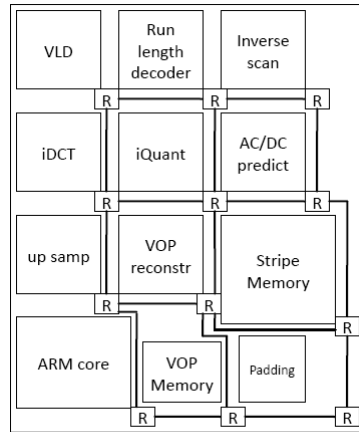 VLD
Run
length
decoder
Inverse
scan
R
R
R
iDCT
iQuant
AC/DC
predict
R
R
R
up samp
VOP
reconstr
Stripe
Memory
R
R
R
ARM core
VOP
Memory
Padding
R
R
R